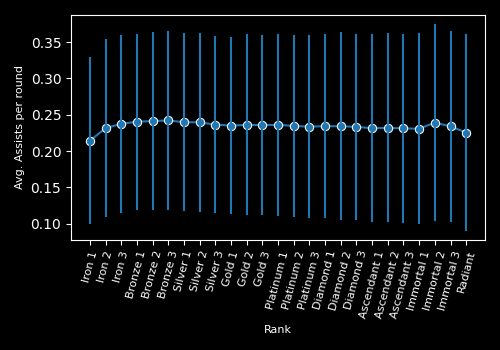 Avg. Assists per round
0.35
0.30
0.25
0.20
0.15
0.10
Iron 1
Iron 2
Iron 3
Bronze 1
Bronze 2
Bronze 3
Silver 1
Silver 2
Silver 3
Gold 1
Gold 2
Gold 3
Platinum 1
Platinum 2
Platinum 3
Diamond 1
Diamond 2
Diamond 3
Ascendant 1
Ascendant 2
Ascendant 3
Immortal 1
Immortal 2
Immortal 3
Radiant
Rank